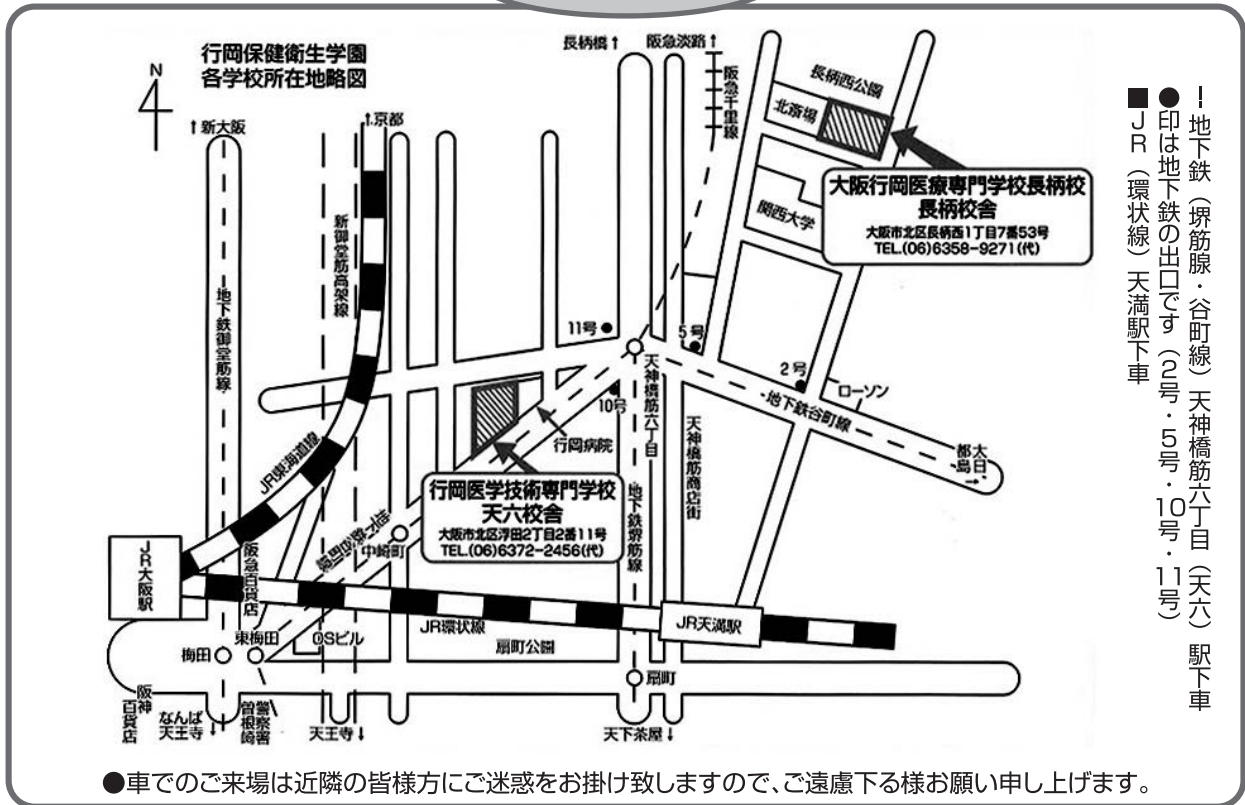 行岡保健衛生学園
各学校所在地略図
N
↑新大阪
↑京都
長柄橋↑
阪急淡路↑
阪急千里線
長柄西公園
北斎場
大阪行岡医療専門学校長柄校
長柄校舎
大阪市北区長柄西1丁目7番53号
TEL.(06)6358-9271(代)
関西大学
新御堂筋高架線
地下鉄御堂筋線
11号●
5号
2号
ローソン
10号
天神橋筋六丁目
地下鉄谷町線
行岡病院
天神橋筋商店街
都島
大日→
JR東海道線
行岡医学技術専門学校
天六校舎
大阪市北区浮田2丁目2番11号
TEL.(06)6372-2456(代)
地下鉄谷町線
中崎町
地下鉄堺筋線
JR大阪駅
阪急百貨店
JR環状線
JR天満駅
東梅田
OSビル
扇町公園
梅田
扇町
阪神百貨店
なんば
天王寺↓
曽根崎
警察署
天王寺↓
天下茶屋↓
¦地下鉄（堺筋腺・谷町線）天神橋筋六丁目（天六）駅下車
●印は地下鉄の出口です（2号・5号・10号・11号）
■JR（環状線）天満駅下車
●車でのご来場は近隣の皆様方にご迷惑をお掛け致しますので、ご遠慮下る様お願い申し上げます。